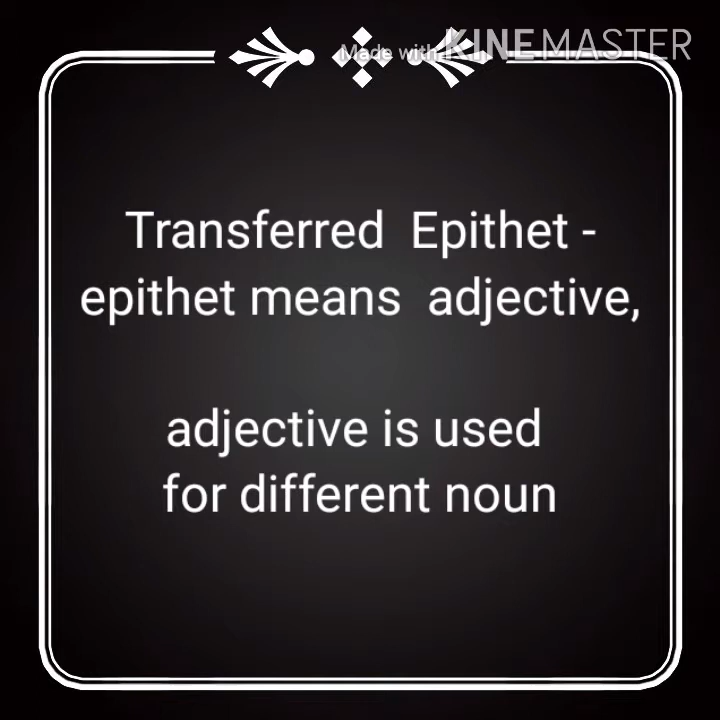 Made with KINEMASTER
Transferred Epithet -
epithet means adjective,
adjective is used
for different noun